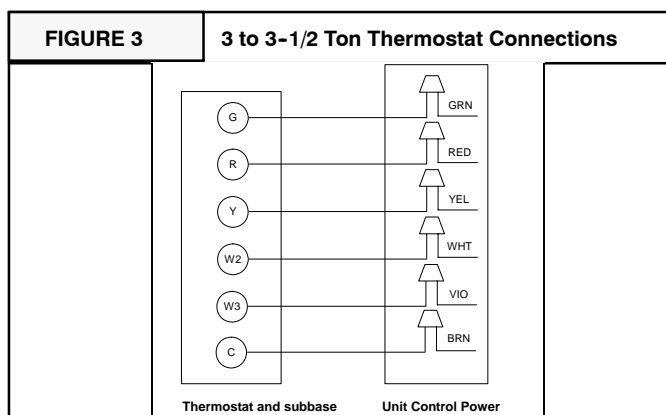 FIGURE 3 3 to 3-1/2 Ton Thermostat Connections
G GRN
R RED
Y YEL
W2 WHT
W3 VIO
C BRN
Thermostat and subbase Unit Control Power